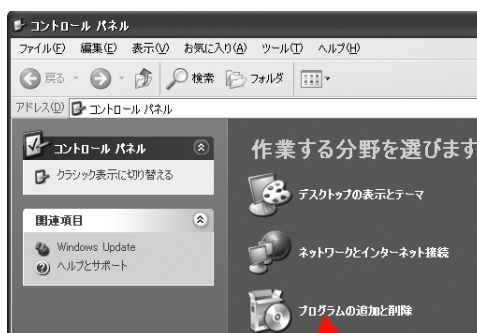 コントロール パネル
ファイル(F) 編集(E) 表示(V) お気に入り(A) ツール(T) ヘルプ(H)
戻る 検索 フォルダ
アドレス(D) コントロール パネル
コントロール パネル
クラシック表示に切り替える
関連項目
Windows Update
ヘルプとサポート
作業する分野を選びます
デスクトップの表示とテーマ
ネットワークとインターネット接続
プログラムの追加と削除